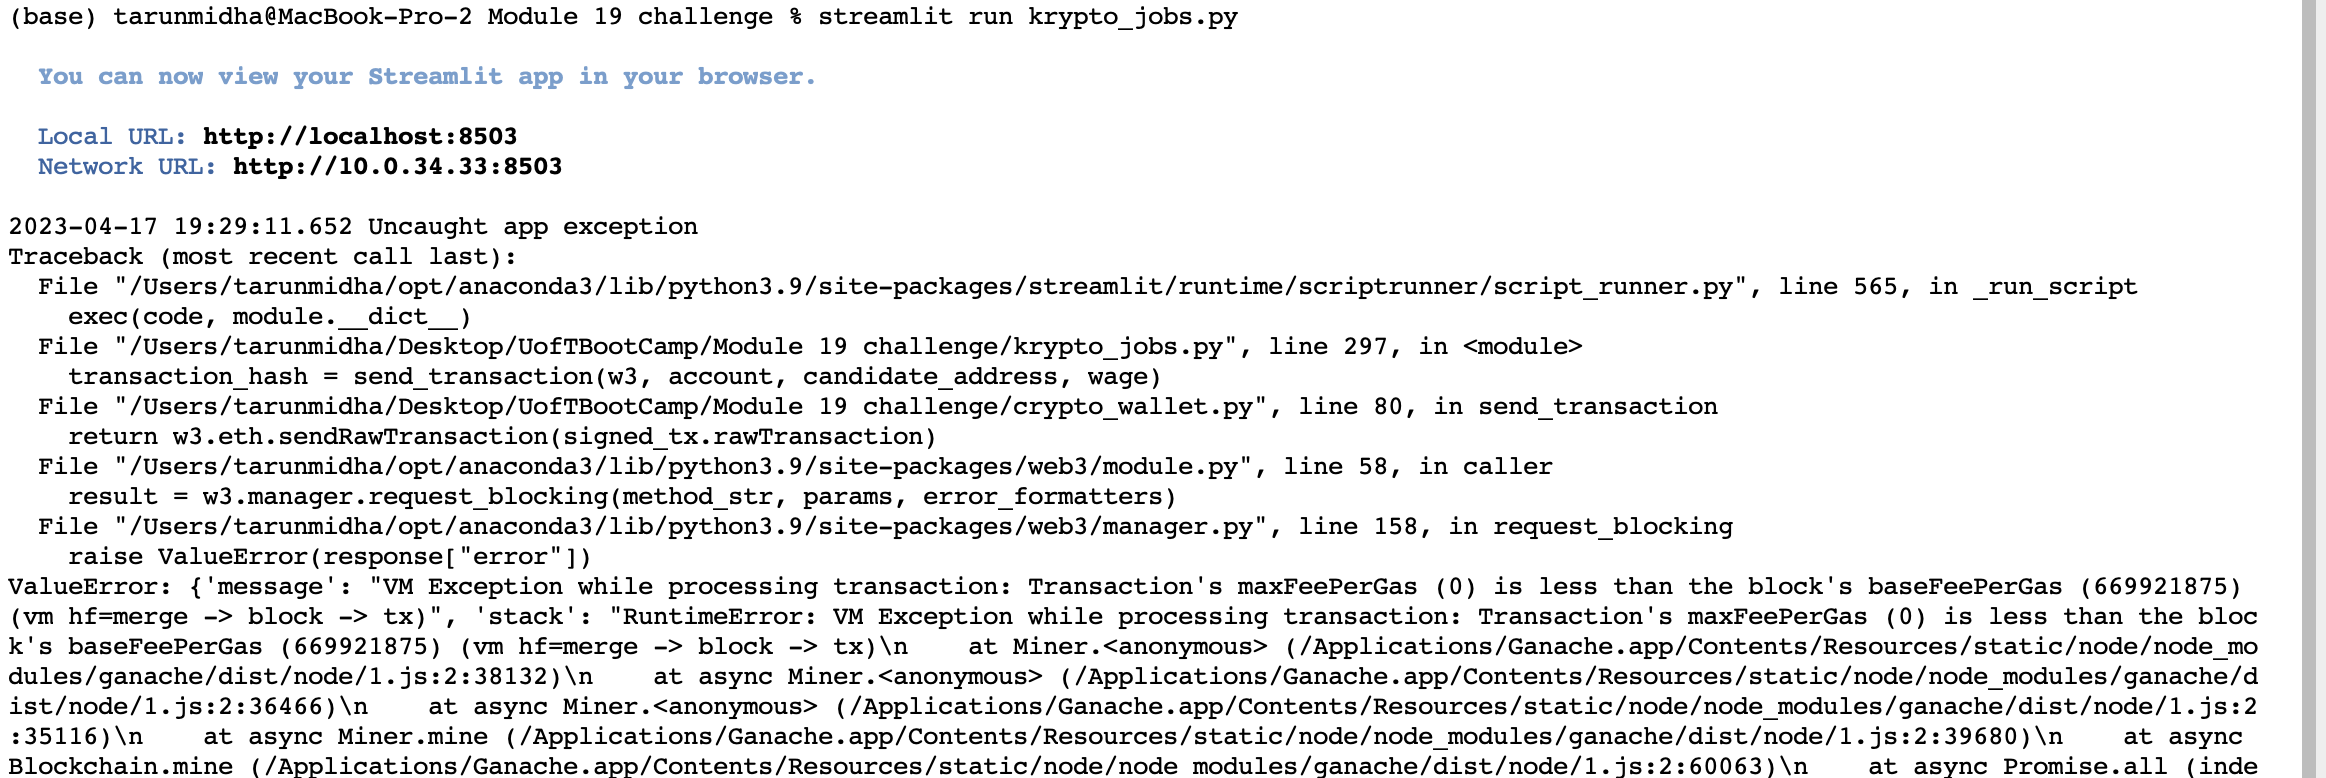 (base) tarunmidha@MacBook-Pro-2 Module 19 challenge % streamlit run krypto_jobs.py
You can now view your Streamlit app in your browser.
Local URL: http://localhost:8503
Network URL: http://10.0.34.33:8503
2023-04-17 19:29:11.652 Uncaught app exception
Traceback (most recent call last):
File "/Users/tarunmidha/opt/anaconda3/lib/python3.9/site-packages/streamlit/runtime/scriptrunner/script_runner.py", line 565, in _run_script
exec(code, module.__dict__)
File "/Users/tarunmidha/Desktop/UofTBootCamp/Module 19 challenge/krypto_jobs.py", line 297, in <module>
transaction_hash = send_transaction(w3, account, candidate_address, wage)
File "/Users/tarunmidha/Desktop/UofTBootCamp/Module 19 challenge/crypto_wallet.py", line 80, in send_transaction
return w3.eth.sendRawTransaction(signed_tx.rawTransaction)
File "/Users/tarunmidha/opt/anaconda3/lib/python3.9/site-packages/web3/module.py", line 58, in caller
result = w3.manager.request_blocking(method_str, params, error_formatters)
File "/Users/tarunmidha/opt/anaconda3/lib/python3.9/site-packages/web3/manager.py", line 158, in request_blocking
raise ValueError(response["error"])
ValueError: {'message': "VM Exception while processing transaction: Transaction's maxFeePerGas (0) is less than the block's baseFeePerGas (669921875)
(vm hf=merge -> block -> tx)", 'stack': "RuntimeError: VM Exception while processing transaction: Transaction's maxFeePerGas (0) is less than the bloc
k's baseFeePerGas (669921875) (vm hf=merge -> block -> tx)\n    at Miner.<anonymous> (/Applications/Ganache.app/Contents/Resources/static/node/node_mo
dules/ganache/dist/node/1.js:2:38132)\n    at async Miner.<anonymous> (/Applications/Ganache.app/Contents/Resources/static/node/node_modules/ganache/d
ist/node/1.js:2:36466)\n    at async Miner.<anonymous> (/Applications/Ganache.app/Contents/Resources/static/node/node_modules/ganache/dist/node/1.js:2
:35116)\n    at async Miner.mine (/Applications/Ganache.app/Contents/Resources/static/node/node_modules/ganache/dist/node/1.js:2:39680)\n    at async
Blockchain.mine (/Applications/Ganache.app/Contents/Resources/static/node/node_modules/ganache/dist/node/1.js:2:60063)\n    at async Promise.all (inde